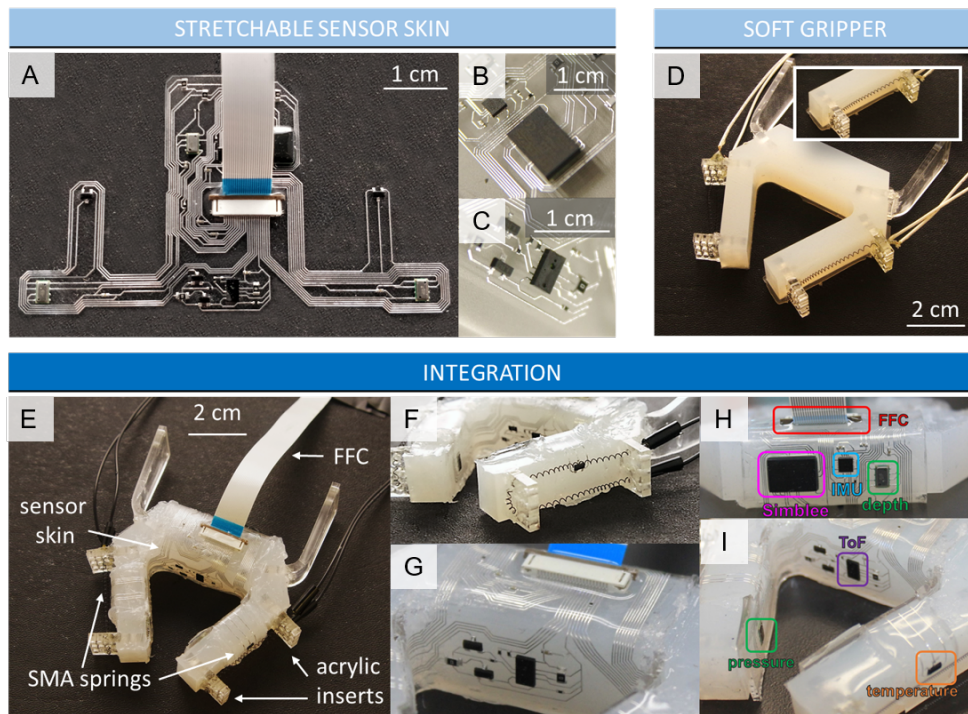 STRETCHABLE SENSOR SKIN
SOFT GRIPPER
A
1 cm
B
1 cm
C
1 cm
D
2 cm
INTEGRATION
E
2 cm
FFC
sensor
skin
SMA springs
acrylic
inserts
F
G
H
FFC
Simblee
IMU
depth
I
ToF
pressure
temperature